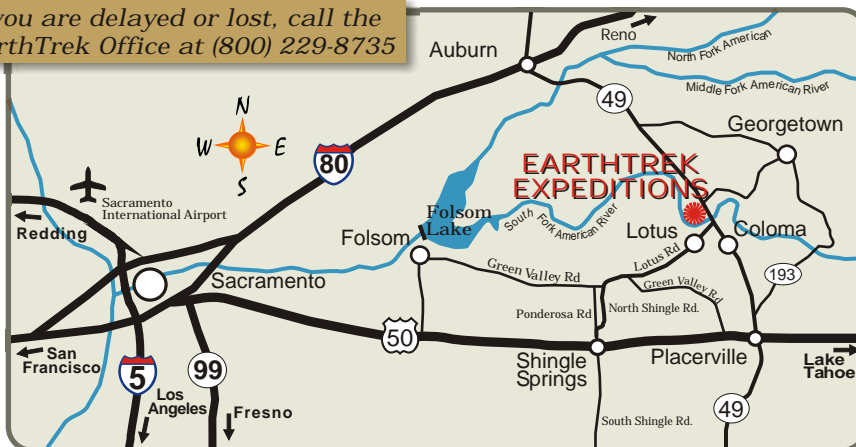 you are delayed or lost, call the
rthTrek Office at (800) 229-8735
Reno
Auburn
North Fork American
Middle Fork American River
49
N
W E
S
80
Georgetown
EARTHTREK
EXPEDITIONS
Sacramento
International Airport
Redding
Folsom
Lake
South Fork American River
Folsom
Lotus
Coloma
Lotus Rd
Green Valley Rd
Green Valley Rd
193
Sacramento
Ponderosa Rd
North Shingle Rd.
50
San
Francisco
5
99
Los
Angeles
Fresno
Shingle
Springs
Placerville
Lake
Tahoe
South Shingle Rd.
49